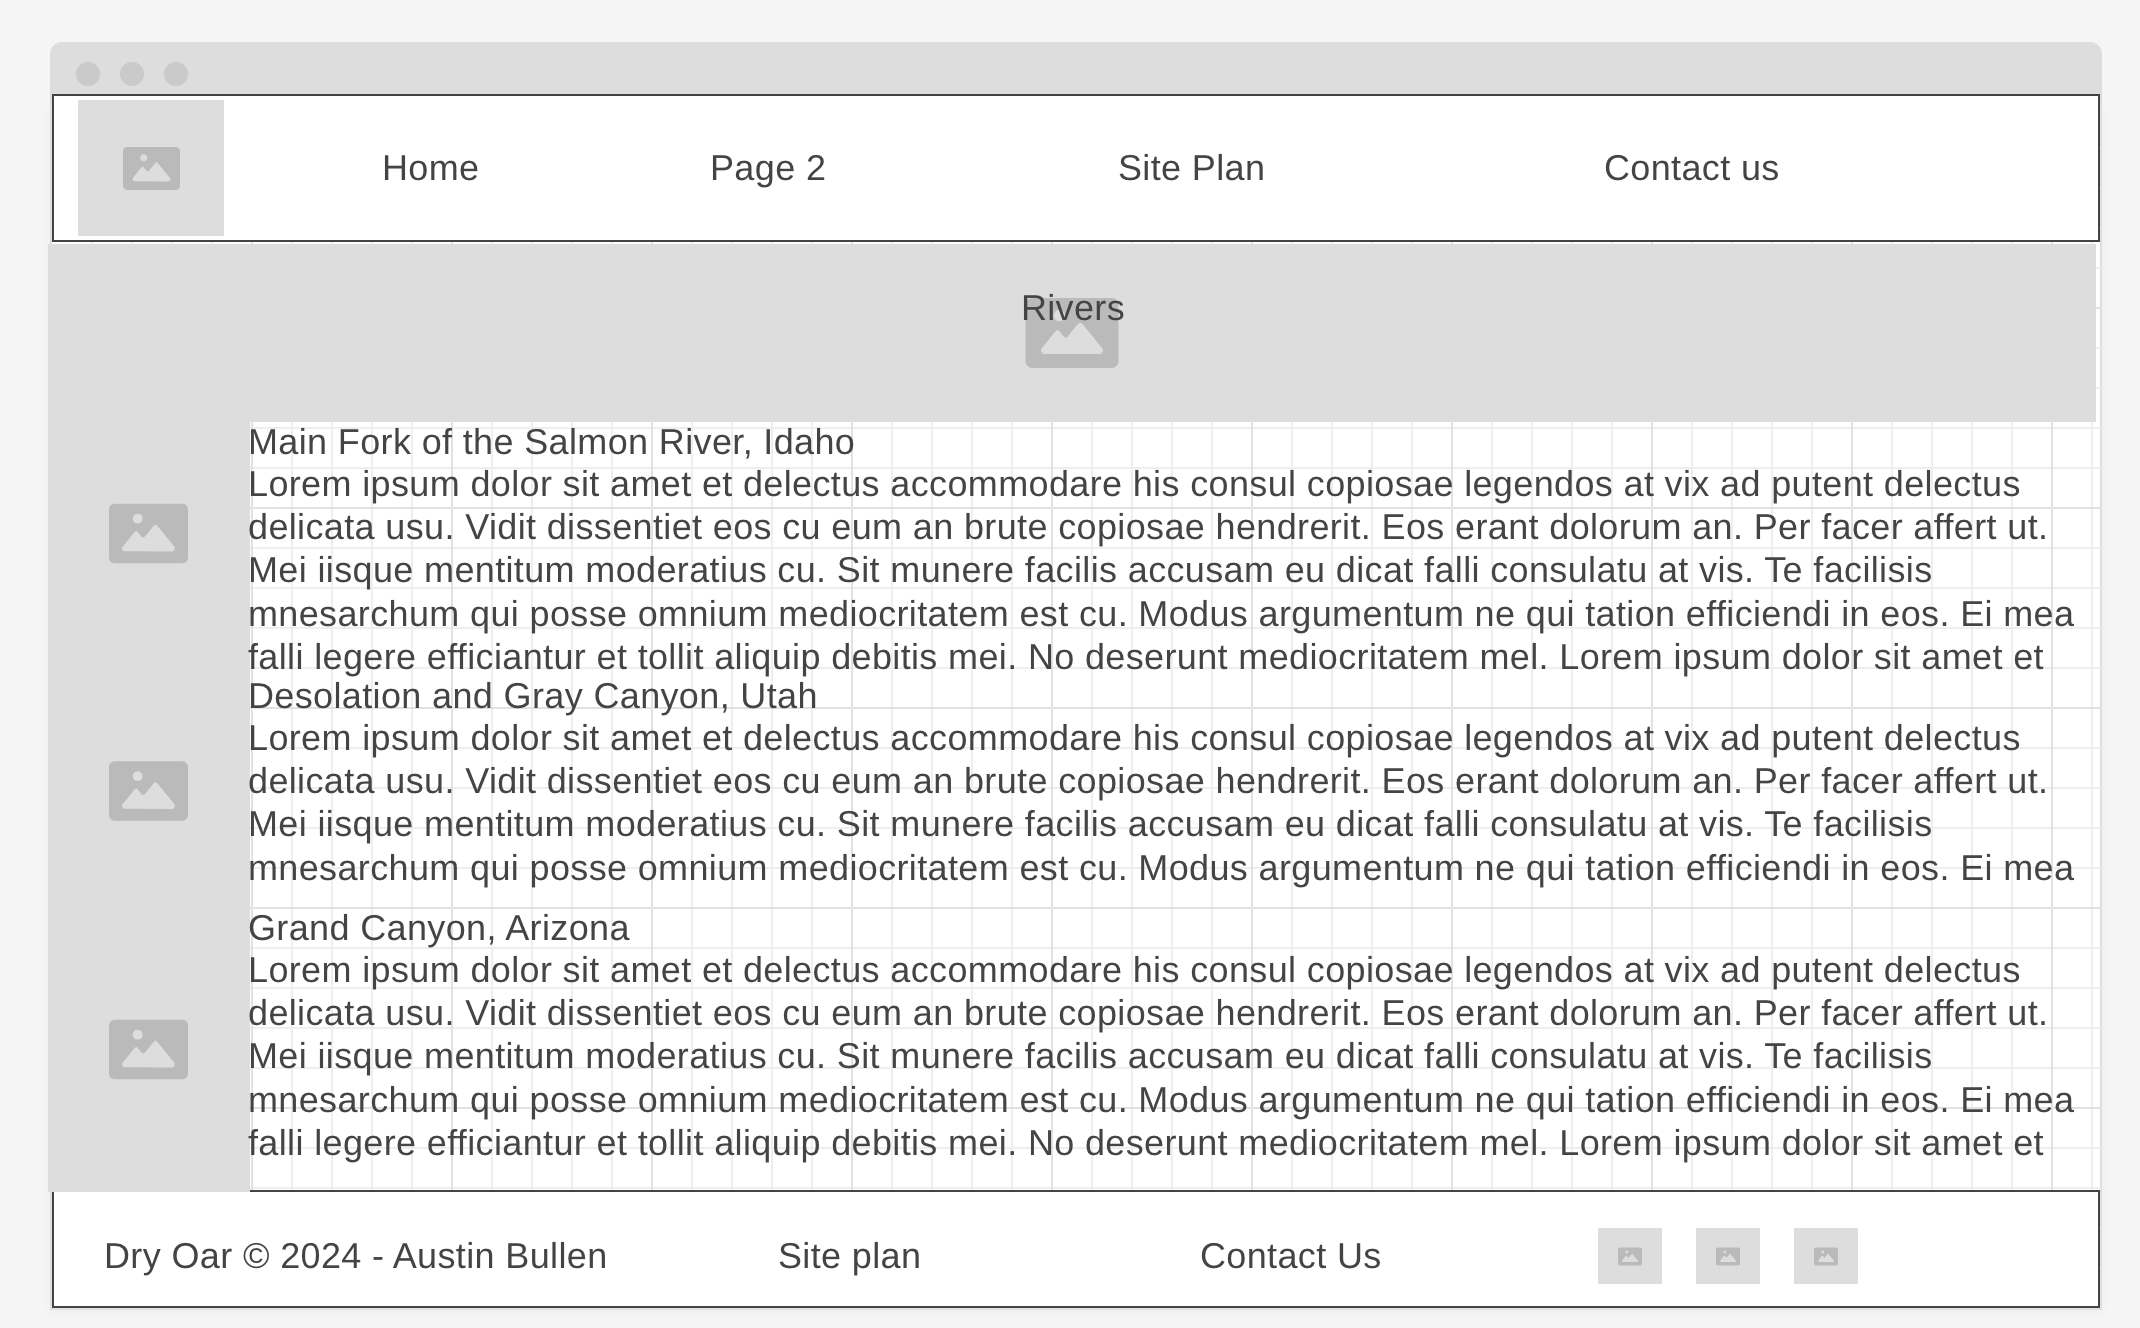 Home Page 2 Site Plan Contact us
Rivers
Main Fork of the Salmon River, Idaho
Lorem ipsum dolor sit amet et delectus accommodare his consul copiosae legendos at vix ad putent delectus
delicata usu. Vidit dissentiet eos cu eum an brute copiosae hendrerit. Eos erant dolorum an. Per facer affert ut.
Mei iisque mentitum moderatius cu. Sit munere facilis accusam eu dicat falli consulatu at vis. Te facilisis
mnesarchum qui posse omnium mediocritatem est cu. Modus argumentum ne qui tation efficiendi in eos. Ei mea
falli legere efficiantur et tollit aliquip debitis mei. No deserunt mediocritatem mel. Lorem ipsum dolor sit amet et
Desolation and Gray Canyon, Utah
Lorem ipsum dolor sit amet et delectus accommodare his consul copiosae legendos at vix ad putent delectus
delicata usu. Vidit dissentiet eos cu eum an brute copiosae hendrerit. Eos erant dolorum an. Per facer affert ut.
Mei iisque mentitum moderatius cu. Sit munere facilis accusam eu dicat falli consulatu at vis. Te facilisis
mnesarchum qui posse omnium mediocritatem est cu. Modus argumentum ne qui tation efficiendi in eos. Ei mea
Grand Canyon, Arizona
Lorem ipsum dolor sit amet et delectus accommodare his consul copiosae legendos at vix ad putent delectus
delicata usu. Vidit dissentiet eos cu eum an brute copiosae hendrerit. Eos erant dolorum an. Per facer affert ut.
Mei iisque mentitum moderatius cu. Sit munere facilis accusam eu dicat falli consulatu at vis. Te facilisis
mnesarchum qui posse omnium mediocritatem est cu. Modus argumentum ne qui tation efficiendi in eos. Ei mea
falli legere efficiantur et tollit aliquip debitis mei. No deserunt mediocritatem mel. Lorem ipsum dolor sit amet et
Dry Oar © 2024 - Austin Bullen Site plan Contact Us